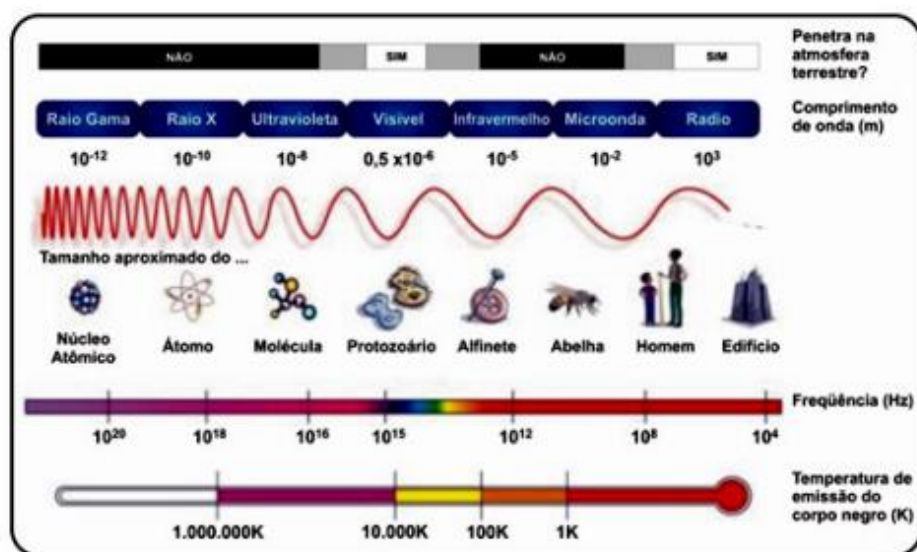 Penetra na
atmosfera
terrestre?
NÃO
SIM
NÃO
SIM
Raio Gama
Raio X
Ultravioleta
Visível
Infravermelho
Microonda
Radio
Comprimento
de onda (m)
10⁻¹²
10⁻¹⁰
10⁻⁸
0,5 x10⁻⁶
10⁻⁵
10⁻²
10³
Tamanho aproximado do ...
Núcleo
Atômico
Átomo
Molécula
Protozoário
Alfinete
Abelha
Homem
Edifício
Freqüência (Hz)
10²⁰
10¹⁸
10¹⁶
10¹⁵
10¹²
10⁸
10⁴
Temperatura de
emissão do
corpo negro (K)
1.000.000K
10.000K
100K
1K